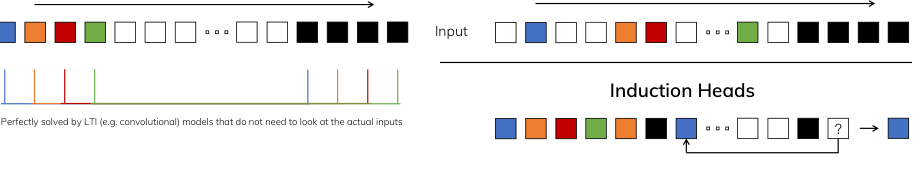 Perfectly solved by LTI (e.g. convolutional) models that do not need to look at the actual inputs
Input
Induction Heads
?